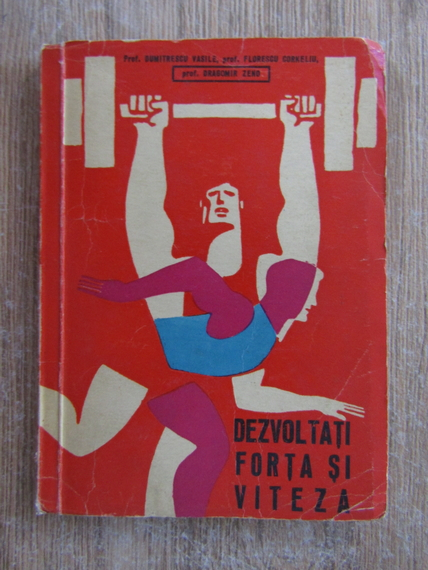 Prof. DUMITRESCU VASILE, prof. FLORESCU CORNELIU,
prof. DRAGOMIR ZENO
DEZVOLTAȚI
FORȚA ȘI
VITEZA